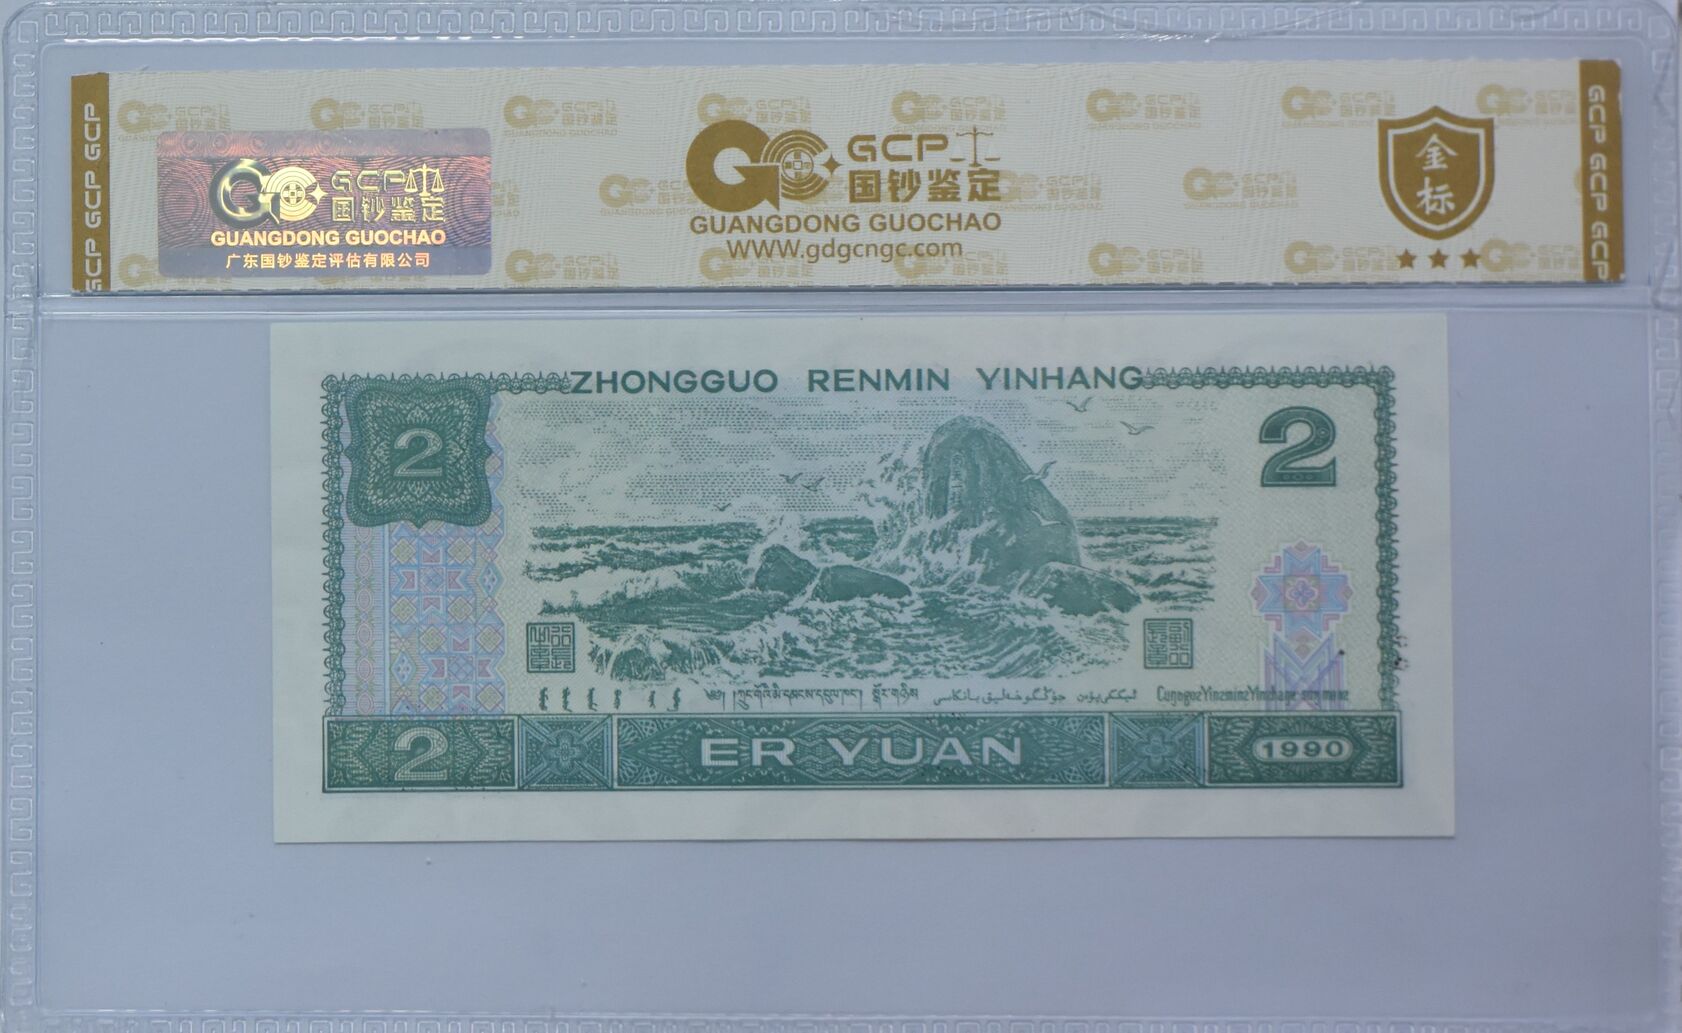 GCP GCP GCP
GCP
国钞鉴定
GUANGDONG GUOCHAO
广东国钞鉴定评估有限公司
GCP
国钞鉴定
GUANGDONG GUOCHAO
WWW.gdgcngc.com
金
标
GCP GCP GCP
ZHONGGUO RENMIN YINHANG
2
2
2
ER YUAN
1990